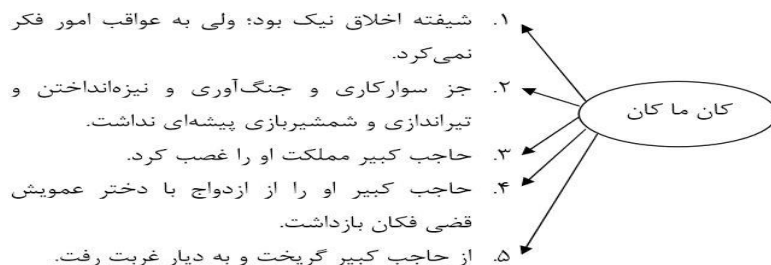 ۱. شیفته اخلاق نیک بود؛ ولی به عواقب امور فکر
نمی‌کرد.
۲. جز سوارکاری و جنگ‌آوری و نیزه‌انداختن و
تیراندازی و شمشیربازی پیشه‌ای نداشت.
۳. حاجب کبیر مملکت او را غصب کرد.
۴. حاجب کبیر او را از ازدواج با دختر عمویش
قضی فکان بازداشت.
۵. از حاجب کبیر گریخت و به دیار غربت رفت.
کان ما کان